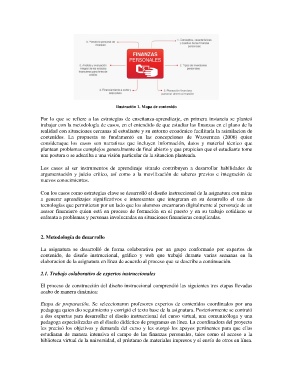 FINANZAS
PERSONALES
Ilustración 1. Mapa de contenido
Por lo que se refiere a las estrategias de enseñanza-aprendizaje, en primera instancia se planteó
trabajar con la metodología de casos, en el entendido de que estudiar las finanzas en el plano de la
realidad con situaciones cercanas al estudiante y su entorno económico facilitaría la asimilación de
contenidos. La propuesta se fundamentó en las concepciones de Wasserman (2006) quien
considera que los casos son narrativas que incluyen información, datos y material técnico que
plantean problemas complejos generalmente de final abierto y que propician que el estudiante tome
una postura o se adscriba a una visión particular de la situación planteada.
Los casos al ser instrumentos de aprendizaje situado contribuyen a desarrollar habilidades de
argumentación y juicio crítico, así como a la movilización de saberes previos e integración de
nuevos conocimientos.
Con los casos como estrategias clave se desarrolló el diseño instruccional de la asignatura con miras
a generar aprendizajes significativos e interesantes que integraran en su desarrollo el uso de
tecnologías que permitieran por un lado que los alumnos encarnaran digitalmente al personaje de un
asesor financiero quien está en proceso de formación en el puesto y en su trabajo cotidiano se
enfrenta a problemas y personas involucradas en situaciones financieras complicadas.
2. Metodología de desarrollo
La asignatura se desarrolló de forma colaborativa por un grupo conformado por expertos de
contenido, de diseño instruccional, gráfico y web que trabajó durante varias semanas en la
elaboración de la asignatura en línea de acuerdo al proceso que se describe a continuación.
2.1. Trabajo colaborativo de expertos instruccionales
El proceso de construcción del diseño instruccional comprendió las siguientes tres etapas llevadas
acabo de manera dinámica:
Etapa de preparación. Se seleccionaron profesores expertos de contenidos coordinados por una
pedagoga quien dio seguimiento y corrigió el texto base de la asignatura. Posteriormente se contrató
a dos expertas para desarrollar el diseño instruccional del curso virtual, una comunicóloga y una
pedagoga especializadas en el diseño didáctico de programas en línea. La coordinadora del proyecto
les precisó los objetivos y demanda del curso y les otorgó los apoyos pertinentes para que ellas
estudiaran de manera intensiva el campo de las finanzas personales, tales como el acceso a la
biblioteca virtual de la universidad, el préstamo de materiales impresos y el envío de otros en línea.